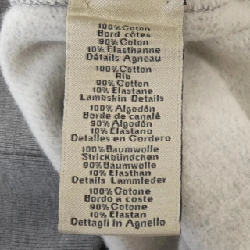 100% Coton
Bord côtes
90% Coton
10% Elasthanne
Détails Agneau
100% Cotton
Rib
90% Cotton
10% Elastane
Lambskin Details
100% Algodón
Borde de canalé
90% Algodón
10% Elastano
Detalles en Cordero
100% Baumwolle
Strickbündchen
90% Baumwolle
10% Elasthan
Details Lammleder
100% Cotone
Bordo a coste
90% Cotone
10% Elastan
Dettagli in Agnello